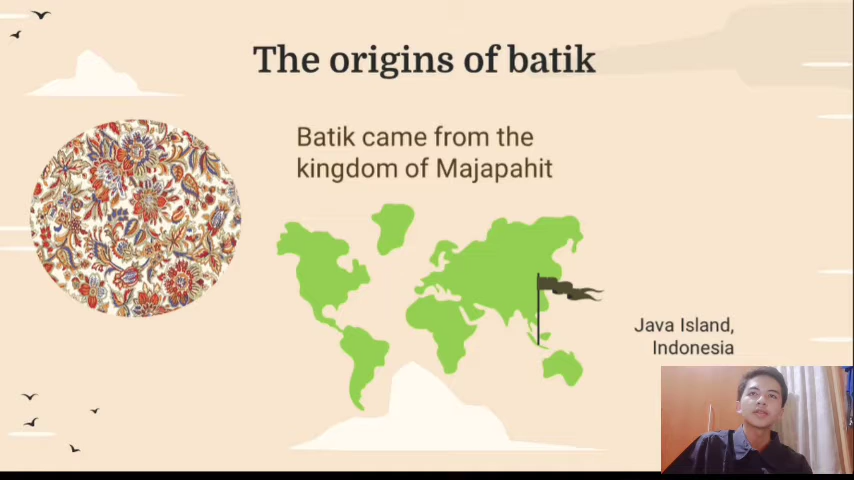 The origins of batik
Batik came from the
kingdom of Majapahit
Java Island,
Indonesia